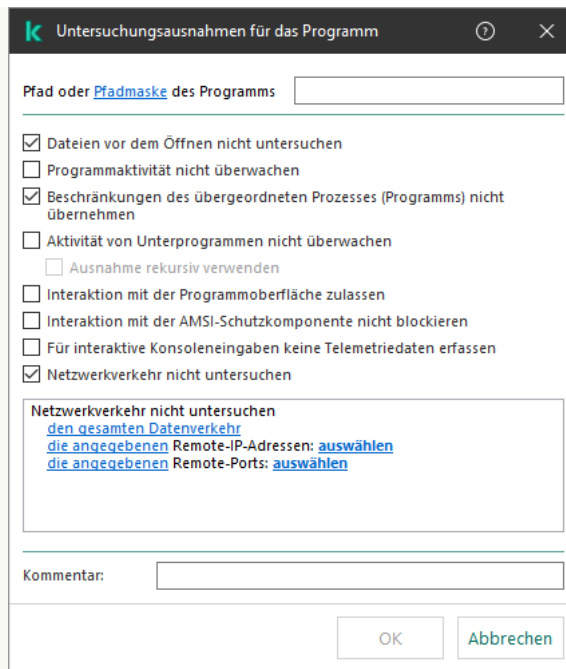 Untersuchungsausnahmen für das Programm
Pfad oder Pfadmaske des Programms
Dateien vor dem Öffnen nicht untersuchen
Programmaktivität nicht überwachen
Beschränkungen des übergeordneten Prozesses (Programms) nicht
übernehmen
Aktivität von Unterprogrammen nicht überwachen
Ausnahme rekursiv verwenden
Interaktion mit der Programmoberfläche zulassen
Interaktion mit der AMSI-Schutzkomponente nicht blockieren
Für interaktive Konsoleneingaben keine Telemetriedaten erfassen
Netzwerkverkehr nicht untersuchen
Netzwerkverkehr nicht untersuchen
den gesamten Datenverkehr
die angegebenen Remote-IP-Adressen: auswählen
die angegebenen Remote-Ports: auswählen
Kommentar:
OK Abbrechen